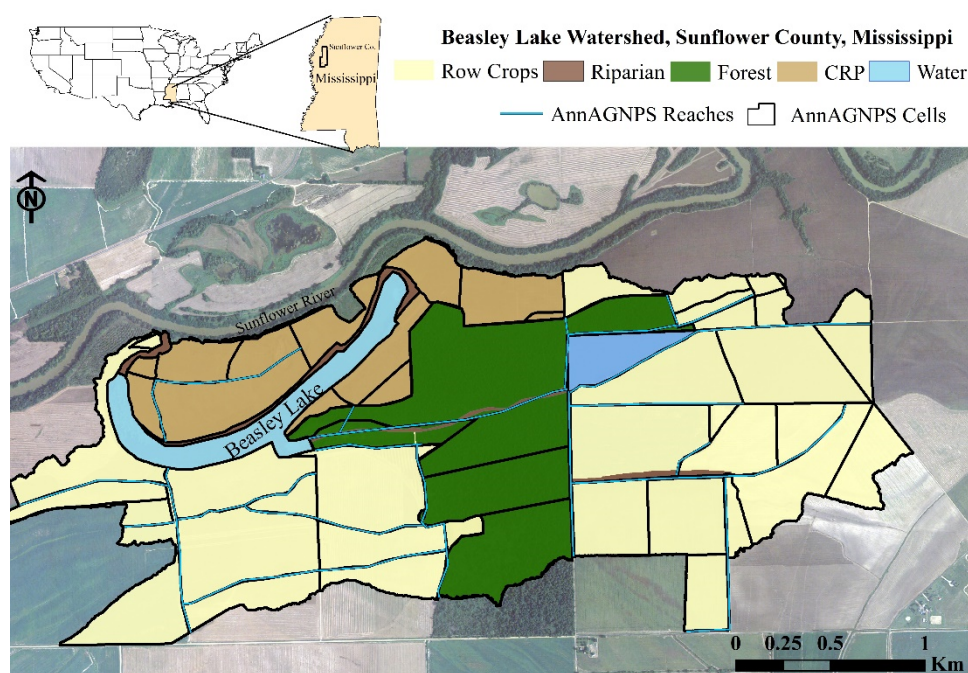 Sunflower Co.
Mississippi
Beasley Lake Watershed, Sunflower County, Mississippi
Row Crops Riparian Forest CRP Water
AnnAGNPS Reaches AnnAGNPS Cells
N
Sunflower River
Beasley Lake
0 0.25 0.5 1
Km